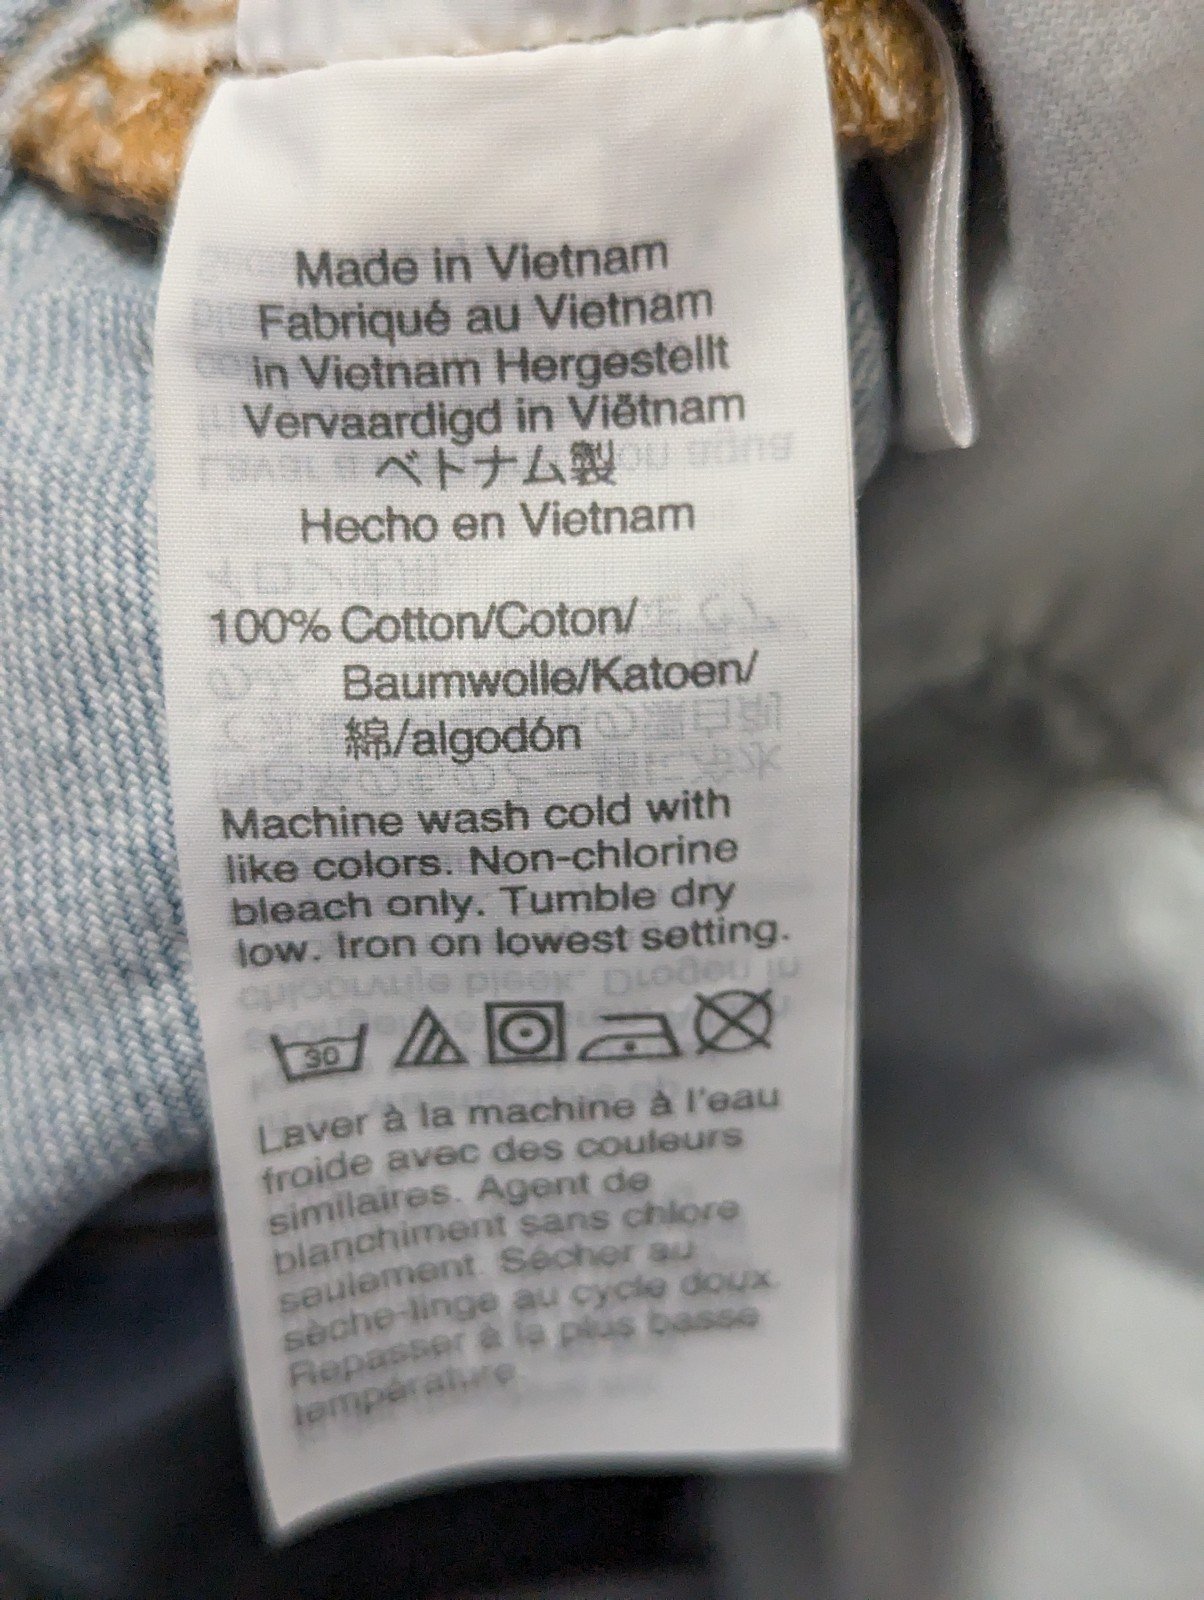 Made in Vietnam
Fabriqué au Vietnam
in Vietnam Hergestellt
Vervaardigd in Viëtnam
ベトナム製
Hecho en Vietnam
100% Cotton/Coton/
Baumwolle/Katoen/
綿/algodón
Machine wash cold with
like colors. Non-chlorine
bleach only. Tumble dry
low. Iron on lowest setting.
30
Laver à la machine à l'eau
froide avec des couleurs
similaires. Agent de
blanchiment sans chlore
seulement. Sécher au
sèche-linge au cycle doux.
Repasser à la plus basse
température.